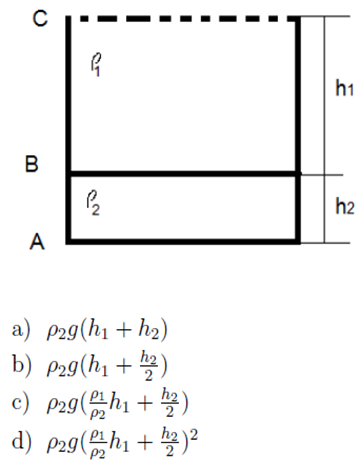 C
ρ1
h1
B
ρ2
h2
A
a) ρ₂g(h₁ + h₂)
b) ρ₂g(h₁ + h₂/2)
c) ρ₂g(ρ₁/ρ₂ h₁ + h₂/2)
d) ρ₂g(ρ₁/ρ₂ h₁ + h₂/2)²